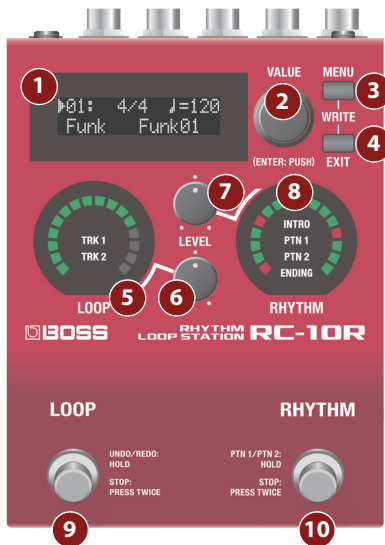 1
01: 4/4 ♩=120
Funk Funk01
VALUE
2
(ENTER: PUSH)
MENU
3
WRITE
4
EXIT
7
8
TRK 1
TRK 2
LEVEL
INTRO
PTN 1
PTN 2
ENDING
5
6
LOOP
RHYTHM
BOSS
RHYTHM
LOOP STATION
RC-10R
LOOP
RHYTHM
UNDO/REDO:
HOLD
STOP:
PRESS TWICE
PTN 1/PTN 2:
HOLD
STOP:
PRESS TWICE
9
10